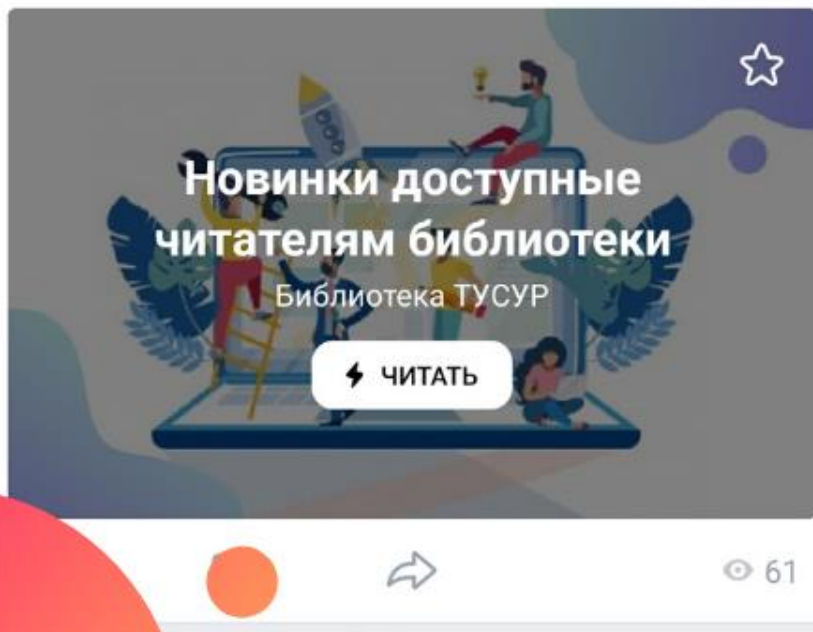 Новинки доступные
читателям библиотеки
Библиотека ТУСУР
ЧИТАТЬ
61